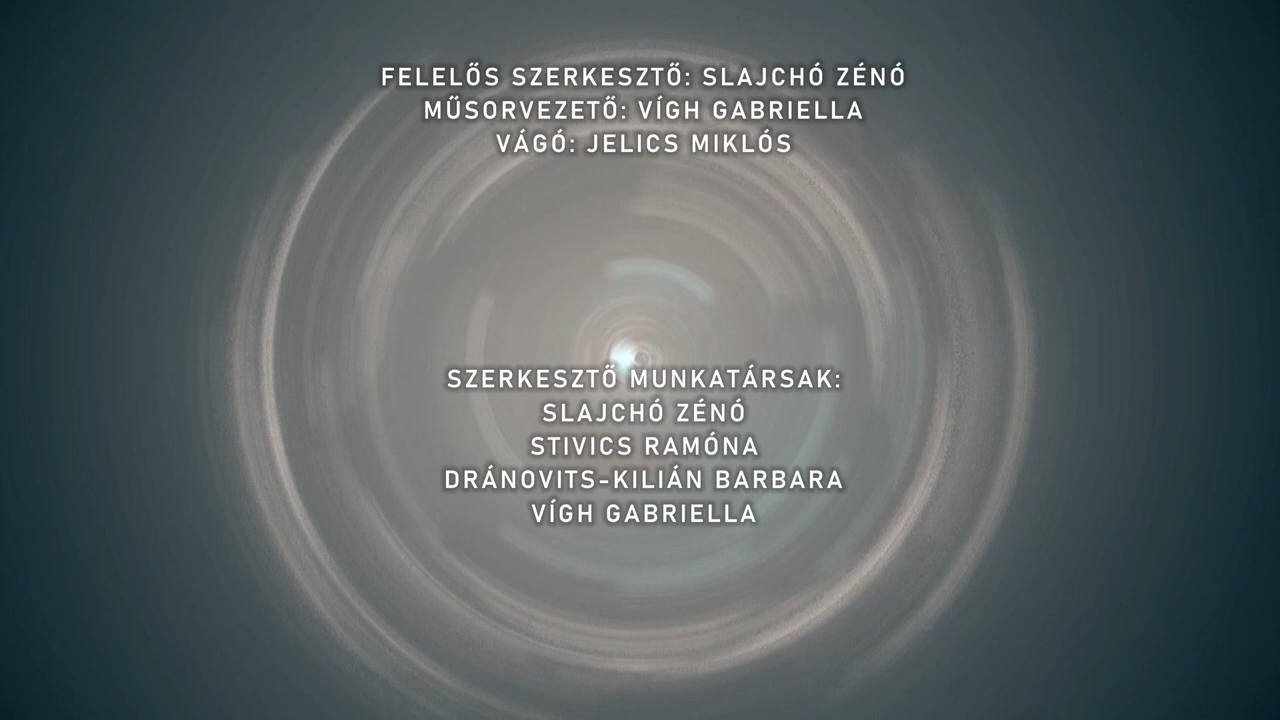 FELELŐS SZERKESZTŐ: SLAJCHÓ ZÉNÓ
MŰSORVEZETŐ: VÍGH GABRIELLA
VÁGÓ: JELICS MIKLÓS
SZERKESZTŐ MUNKATÁRSAK:
SLAJCHÓ ZÉNÓ
STIVICS RAMÓNA
DRÁNOVITS-KILIÁN BARBARA
VÍGH GABRIELLA